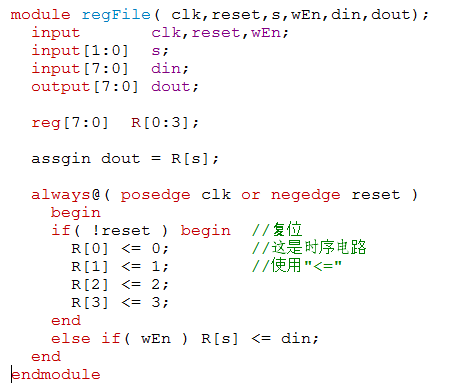 module regFile( clk,reset,s,wEn,din,dout);
input clk,reset,wEn;
input[1:0] s;
input[7:0] din;
output[7:0] dout;
reg[7:0] R[0:3];
assgin dout = R[s];
always@( posedge clk or negedge reset )
begin
if( !reset ) begin //复位
R[0] <= 0; //这是时序电路
R[1] <= 1; //使用"<="
R[2] <= 2;
R[3] <= 3;
end
else if( wEn ) R[s] <= din;
end
endmodule